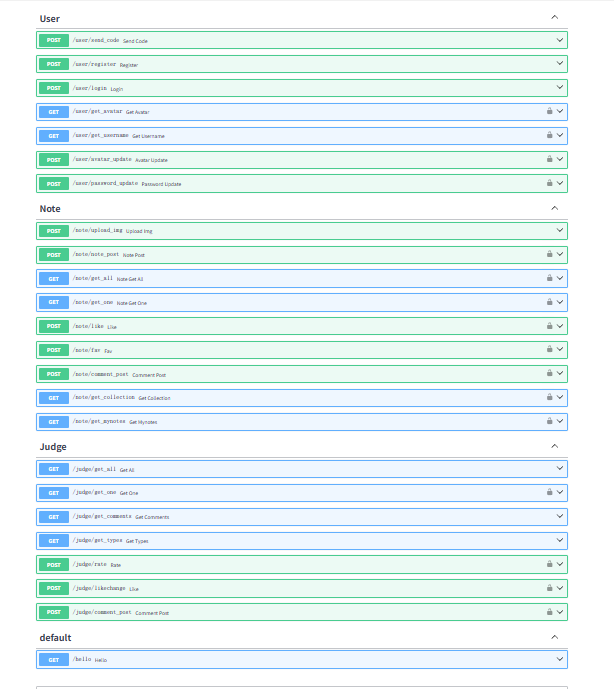 User
POST /user/send_code Send Code
POST /user/register Register
POST /user/login Login
GET /user/get_avatar Get Avatar
GET /user/get_username Get Username
POST /user/avatar_update Avatar Update
POST /user/password_update Password Update
Note
POST /note/upload_img Upload Img
POST /note/note_post Note Post
GET /note/get_all Note Get All
GET /note/get_one Note Get One
POST /note/like Like
POST /note/fav Fav
POST /note/comment_post Comment Post
GET /note/get_collection Get Collection
GET /note/get_mynotes Get Mynotes
Judge
GET /judge/get_all Get All
GET /judge/get_one Get One
GET /judge/get_comments Get Comments
GET /judge/get_types Get Types
POST /judge/rate Rate
POST /judge/likechange Like
POST /judge/comment_post Comment Post
default
GET /hello Hello